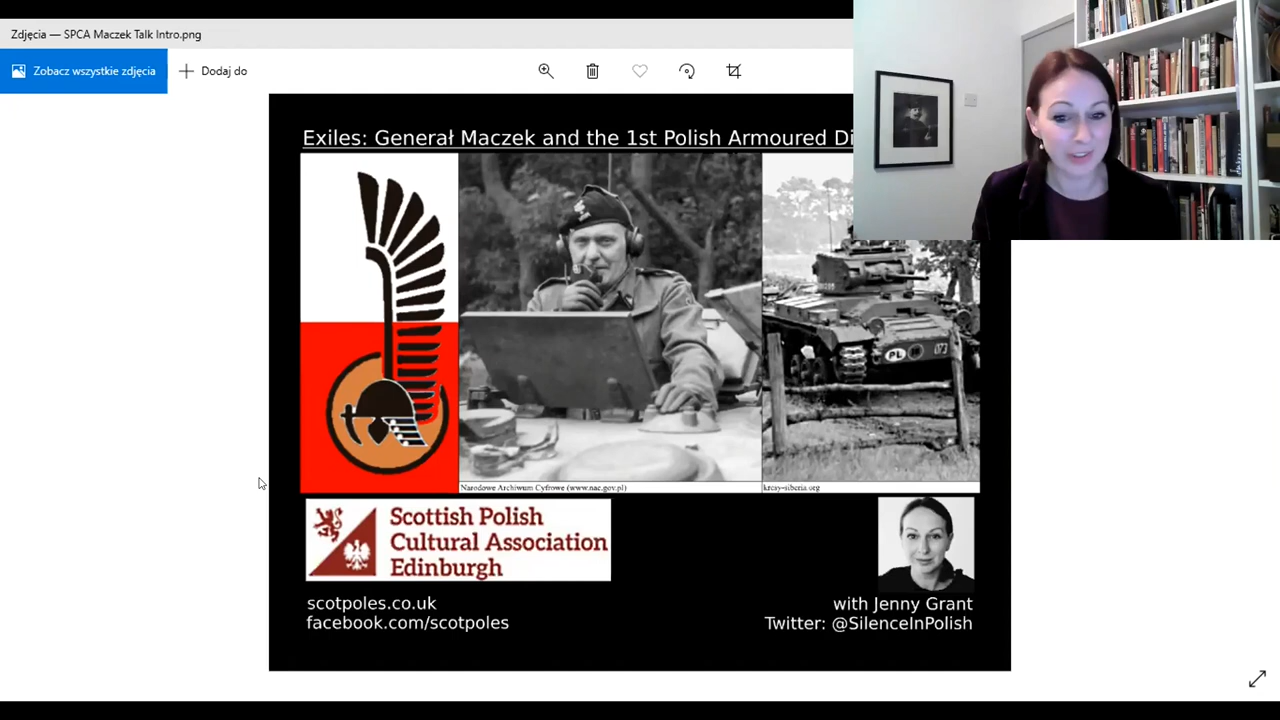 Zdjęcia — SPCA Maczek Talk Intro.png
Zobacz wszystkie zdjęcia
Dodaj do
Exiles: Generał Maczek and the 1st Polish Armoured Di
Narodowe Archiwum Cyfrowe (www.nac.gov.pl)
kresy-siberia.org
PL
073
Scottish Polish
Cultural Association
Edinburgh
scotpoles.co.uk
facebook.com/scotpoles
with Jenny Grant
Twitter: @SilenceInPolish